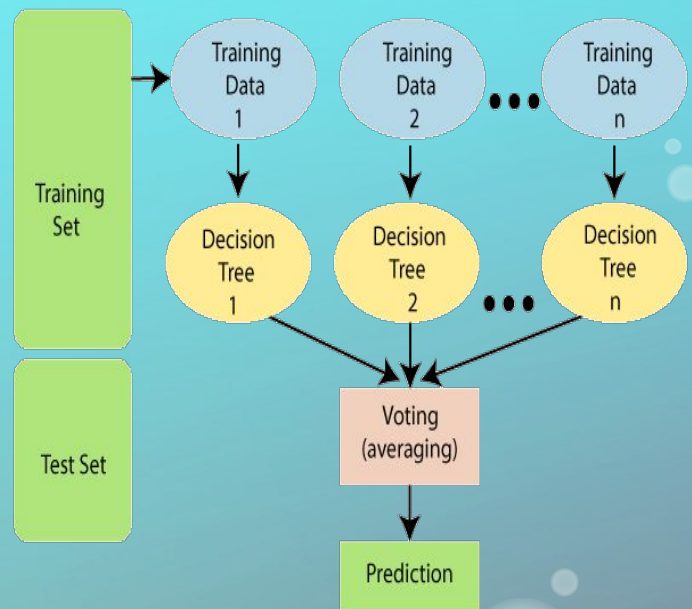 Training
Set
Test Set
Training
Data
1
Training
Data
2
Training
Data
n
Decision
Tree
1
Decision
Tree
2
Decision
Tree
n
Voting
(averaging)
Prediction